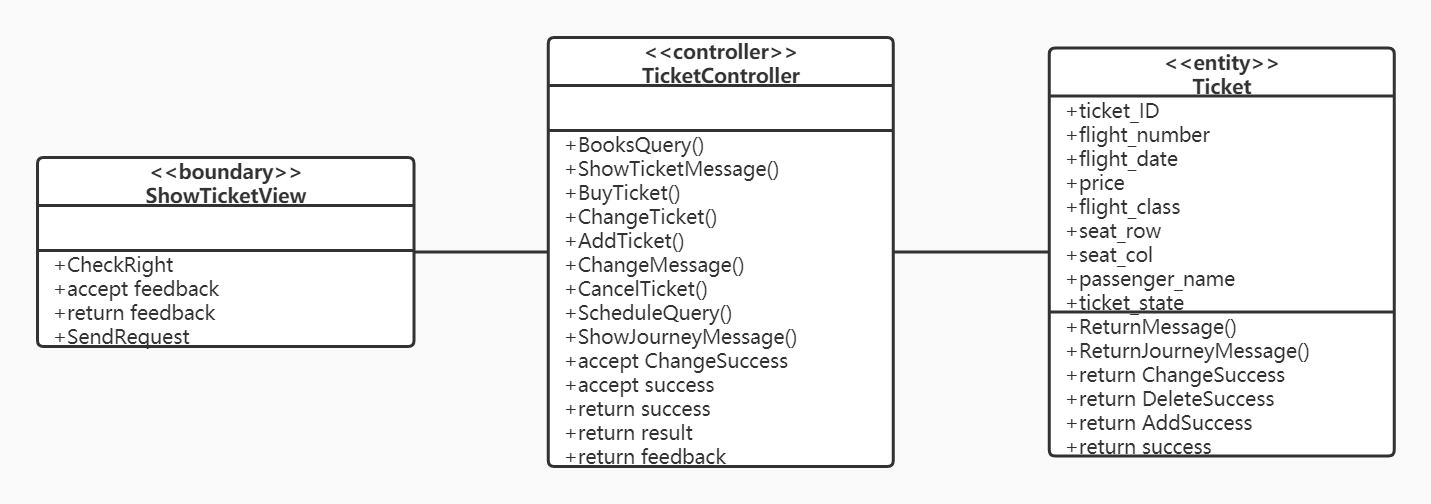 <<boundary>>
ShowTicketView
+CheckRight
+accept feedback
+return feedback
+SendRequest
<<controller>>
TicketController
+BooksQuery()
+ShowTicketMessage()
+BuyTicket()
+ChangeTicket()
+AddTicket()
+ChangeMessage()
+CancelTicket()
+ScheduleQuery()
+ShowJourneyMessage()
+accept ChangeSuccess
+accept success
+return success
+return result
+return feedback
<<entity>>
Ticket
+ticket_ID
+flight_number
+flight_date
+price
+flight_class
+seat_row
+seat_col
+passenger_name
+ticket_state
+ReturnMessage()
+ReturnJourneyMessage()
+return ChangeSuccess
+return DeleteSuccess
+return AddSuccess
+return success